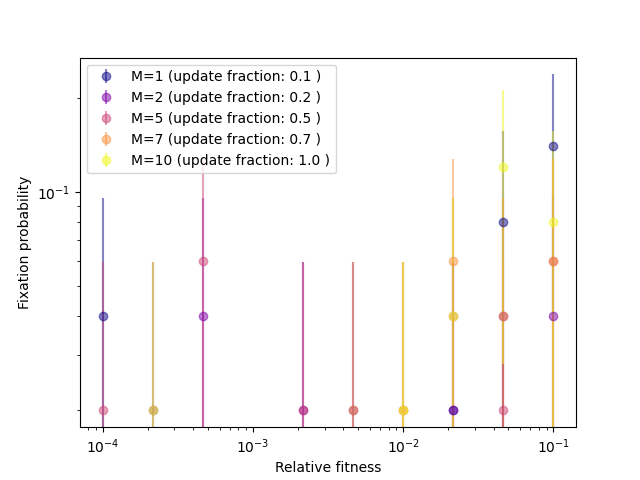 M=1 (update fraction: 0.1 )
M=2 (update fraction: 0.2 )
M=5 (update fraction: 0.5 )
M=7 (update fraction: 0.7 )
M=10 (update fraction: 1.0 )
Fixation probability
10⁻¹
10⁻⁴ 10⁻³ 10⁻² 10⁻¹
Relative fitness